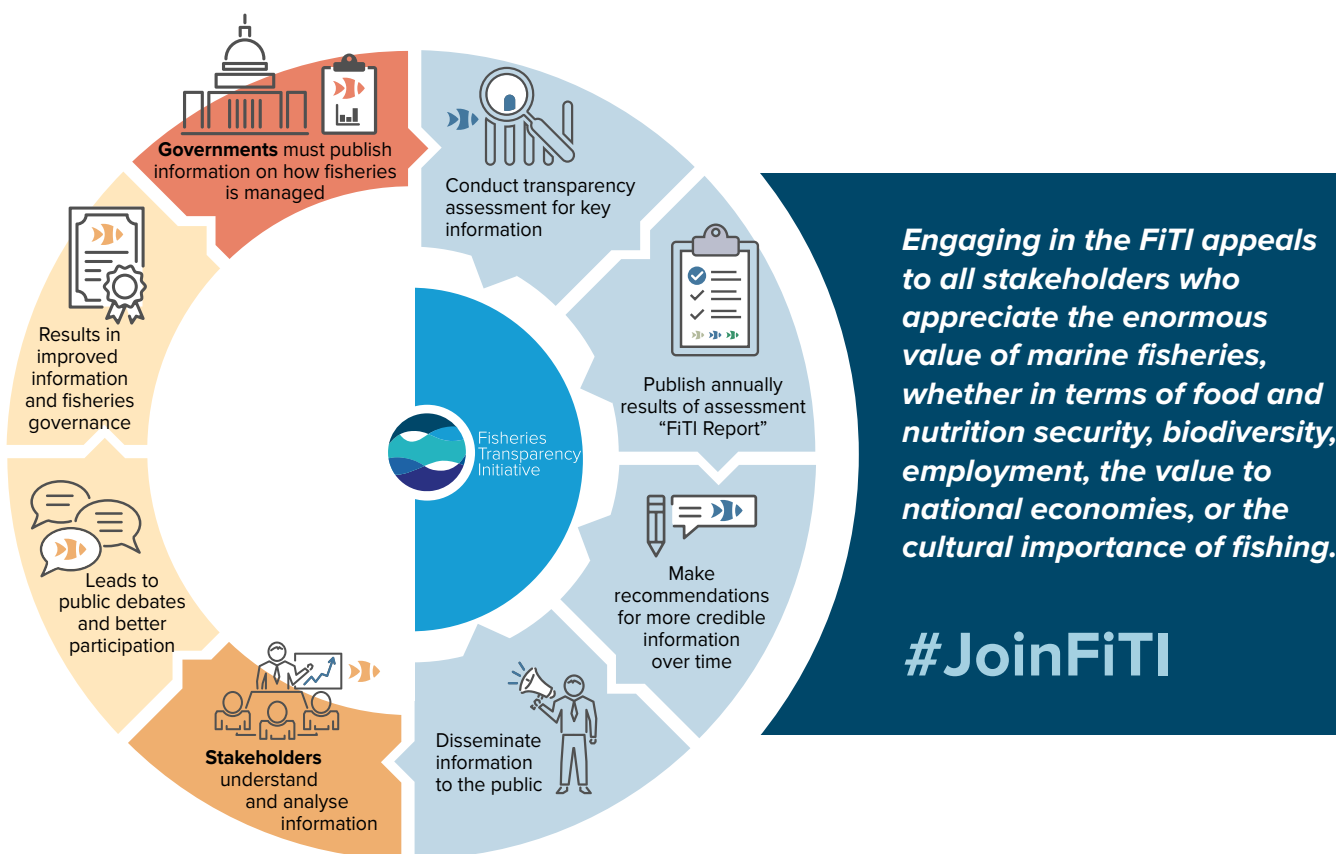 Governments must publish
information on how fisheries
is managed
Conduct transparency
assessment for key
information
Publish annually
results of assessment
“FiTI Report”
Make
recommendations
for more credible
information
over time
Disseminate
information
to the public
Stakeholders
understand
and analyse
information
Leads to
public debates
and better
participation
Results in
improved
information
and fisheries
governance
Fisheries
Transparency
Initiative
Engaging in the FiTI appeals
to all stakeholders who
appreciate the enormous
value of marine fisheries,
whether in terms of food and
nutrition security, biodiversity,
employment, the value to
national economies, or the
cultural importance of fishing.
#JoinFiTI